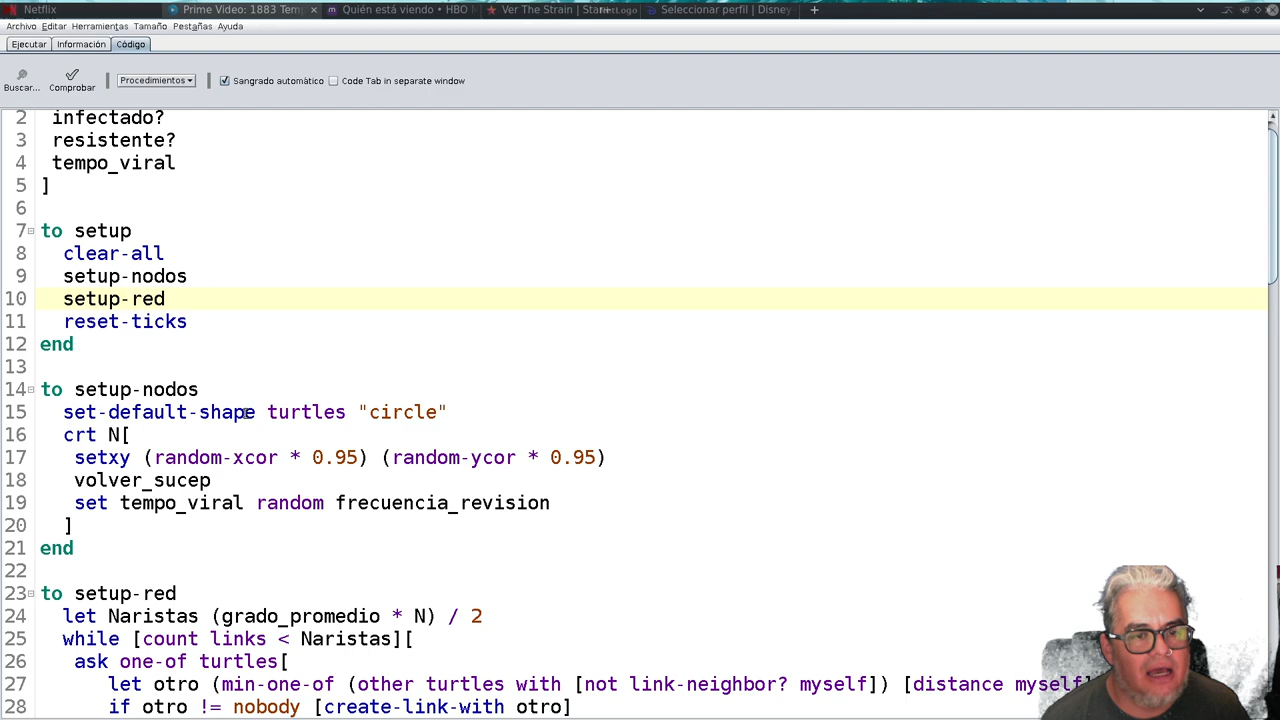 Netflix
Prime Video: 1883 Tem
Quién está viendo • HBO
Ver The Strain | Star+
NetLogo
Seleccionar perfil | Disney
Archivo Editar Herramientas Tamaño Pestañas Ayuda
Ejecutar Información Código
Buscar... Comprobar Procedimientos Sangrado automático Code Tab in separate window
2 infectado?
3 resistente?
4 tempo_viral
5 ]
6
7 to setup
8 clear-all
9 setup-nodos
10 setup-red
11 reset-ticks
12 end
13
14 to setup-nodos
15 set-default-shape turtles "circle"
16 crt N[
17 setxy (random-xcor * 0.95) (random-ycor * 0.95)
18 volver_sucep
19 set tempo_viral random frecuencia_revision
20 ]
21 end
22
23 to setup-red
24 let Naristas (grado_promedio * N) / 2
25 while [count links < Naristas][
26 ask one-of turtles[
27 let otro (min-one-of (other turtles with [not link-neighbor? myself]) [distance myself]
28 if otro != nobody [create-link-with otro]